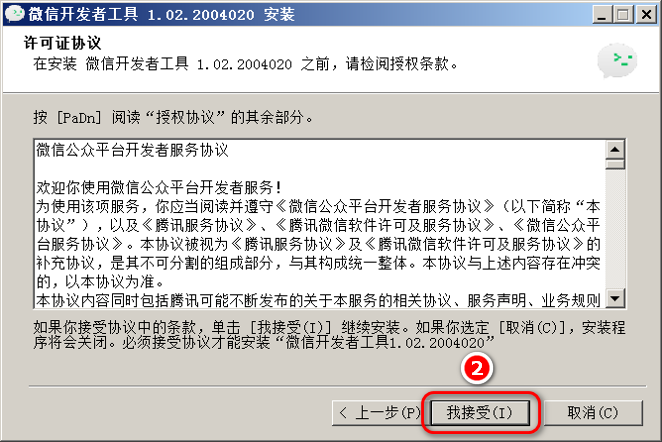 微信开发者工具 1.02.2004020 安装
许可证协议
在安装 微信开发者工具 1.02.2004020 之前，请检阅授权条款。
按 [PaDn] 阅读“授权协议”的其余部分。
微信公众平台开发者服务协议
欢迎你使用微信公众平台开发者服务！
为使用该项服务，你应当阅读并遵守《微信公众平台开发者服务协议》（以下简称“本
协议”），以及《腾讯服务协议》、《腾讯微信软件许可及服务协议》、《微信公众平
台服务协议》。本协议被视为《腾讯服务协议》及《腾讯微信软件许可及服务协议》的
补充协议，是其不可分割的组成部分，与其构成统一整体。本协议与上述内容存在冲突
的，以本协议为准。
本协议内容同时包括腾讯可能不断发布的关于本服务的相关协议、服务声明、业务规则
如果你接受协议中的条款，单击 [我接受(I)] 继续安装。如果你选定 [取消(C)]，安装程
序将会关闭。必须接受协议才能安装“微信开发者工具1.02.2004020”
2
< 上一步(P) 我接受(I) 取消(C)